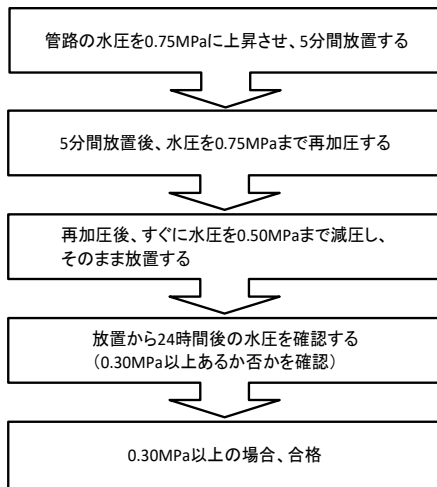 管路の水圧を0.75MPaに上昇させ、5分間放置する
5分間放置後、水圧を0.75MPaまで再加圧する
再加圧後、すぐに水圧を0.50MPaまで減圧し、
そのまま放置する
放置から24時間後の水圧を確認する
（0.30MPa以上あるか否かを確認）
0.30MPa以上の場合、合格